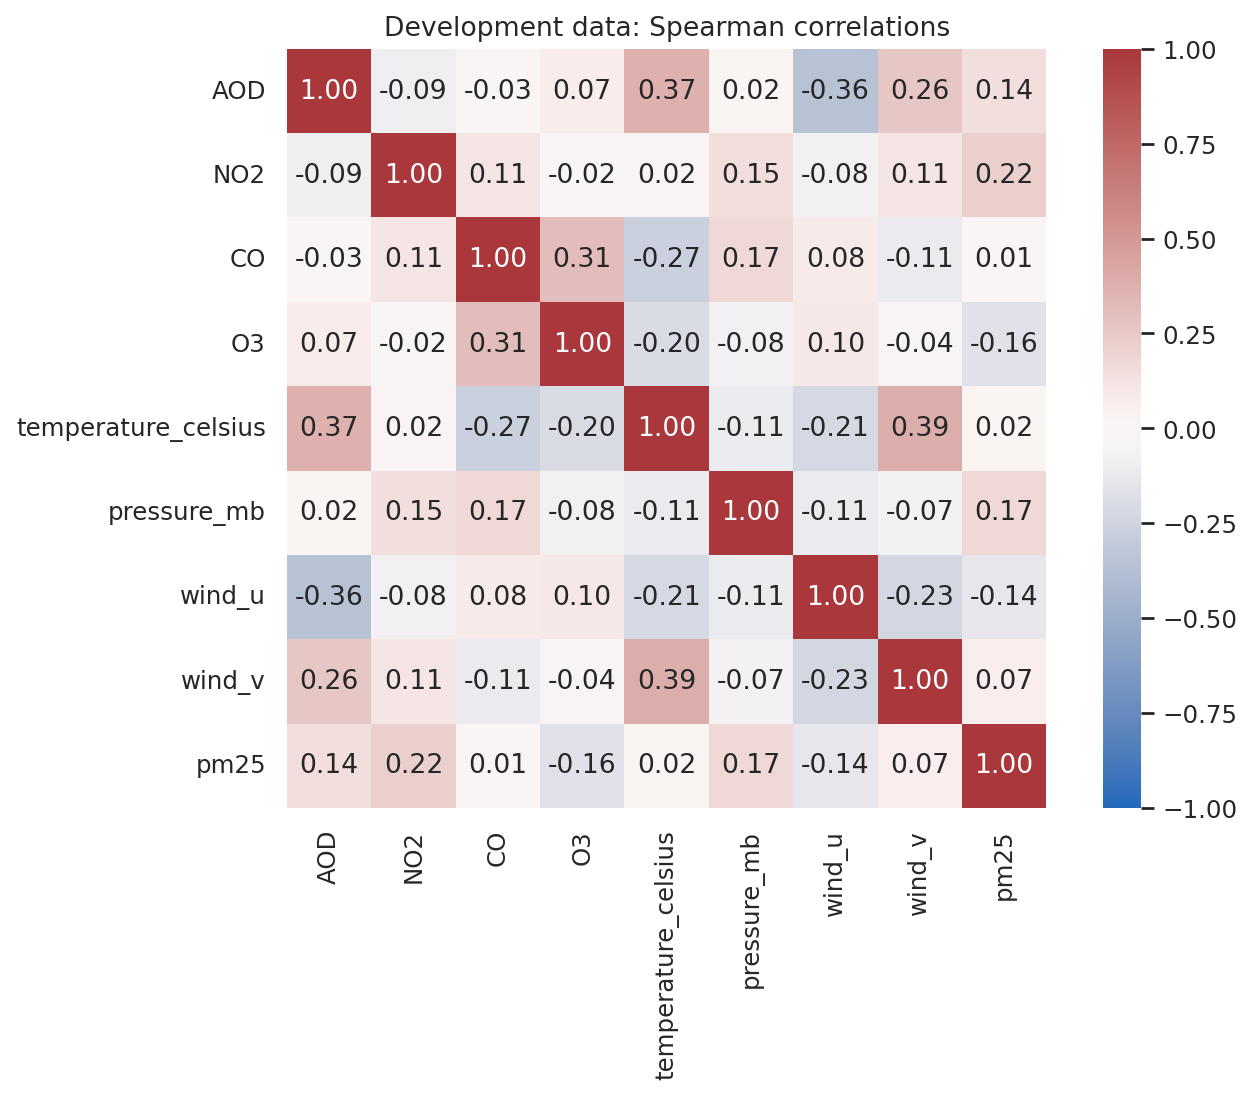 Development data: Spearman correlations
AOD 1.00 -0.09 -0.03 0.07 0.37 0.02 -0.36 0.26 0.14
NO2 -0.09 1.00 0.11 -0.02 0.02 0.15 -0.08 0.11 0.22
CO -0.03 0.11 1.00 0.31 -0.27 0.17 0.08 -0.11 0.01
O3 0.07 -0.02 0.31 1.00 -0.20 -0.08 0.10 -0.04 -0.16
temperature_celsius 0.37 0.02 -0.27 -0.20 1.00 -0.11 -0.21 0.39 0.02
pressure_mb 0.02 0.15 0.17 -0.08 -0.11 1.00 -0.11 -0.07 0.17
wind_u -0.36 -0.08 0.08 0.10 -0.21 -0.11 1.00 -0.23 -0.14
wind_v 0.26 0.11 -0.11 -0.04 0.39 -0.07 -0.23 1.00 0.07
pm25 0.14 0.22 0.01 -0.16 0.02 0.17 -0.14 0.07 1.00
AOD
NO2
CO
O3
temperature_celsius
pressure_mb
wind_u
wind_v
pm25
1.00
0.75
0.50
0.25
0.00
−0.25
−0.50
−0.75
−1.00